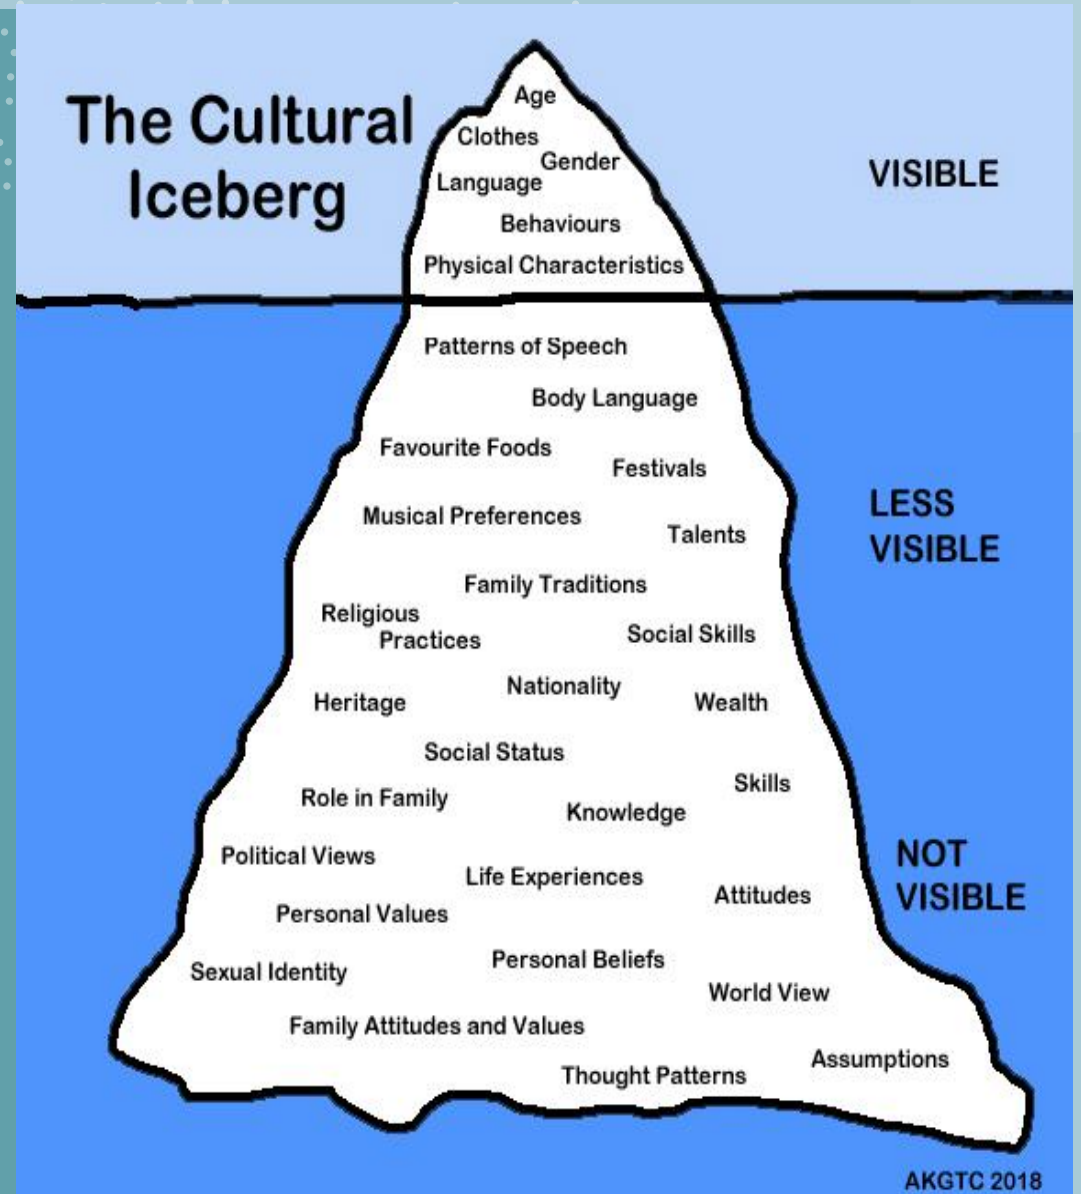 The Cultural
Iceberg
VISIBLE
Age
Clothes
Gender
Language
Behaviours
Physical Characteristics
Patterns of Speech
Body Language
Favourite Foods
Festivals
Musical Preferences
LESS
VISIBLE
Talents
Family Traditions
Religious
Practices
Social Skills
Nationality
Heritage
Wealth
Social Status
Skills
Role in Family
Knowledge
NOT
VISIBLE
Political Views
Life Experiences
Attitudes
Personal Values
Personal Beliefs
Sexual Identity
World View
Family Attitudes and Values
Assumptions
Thought Patterns
AKGTC 2018